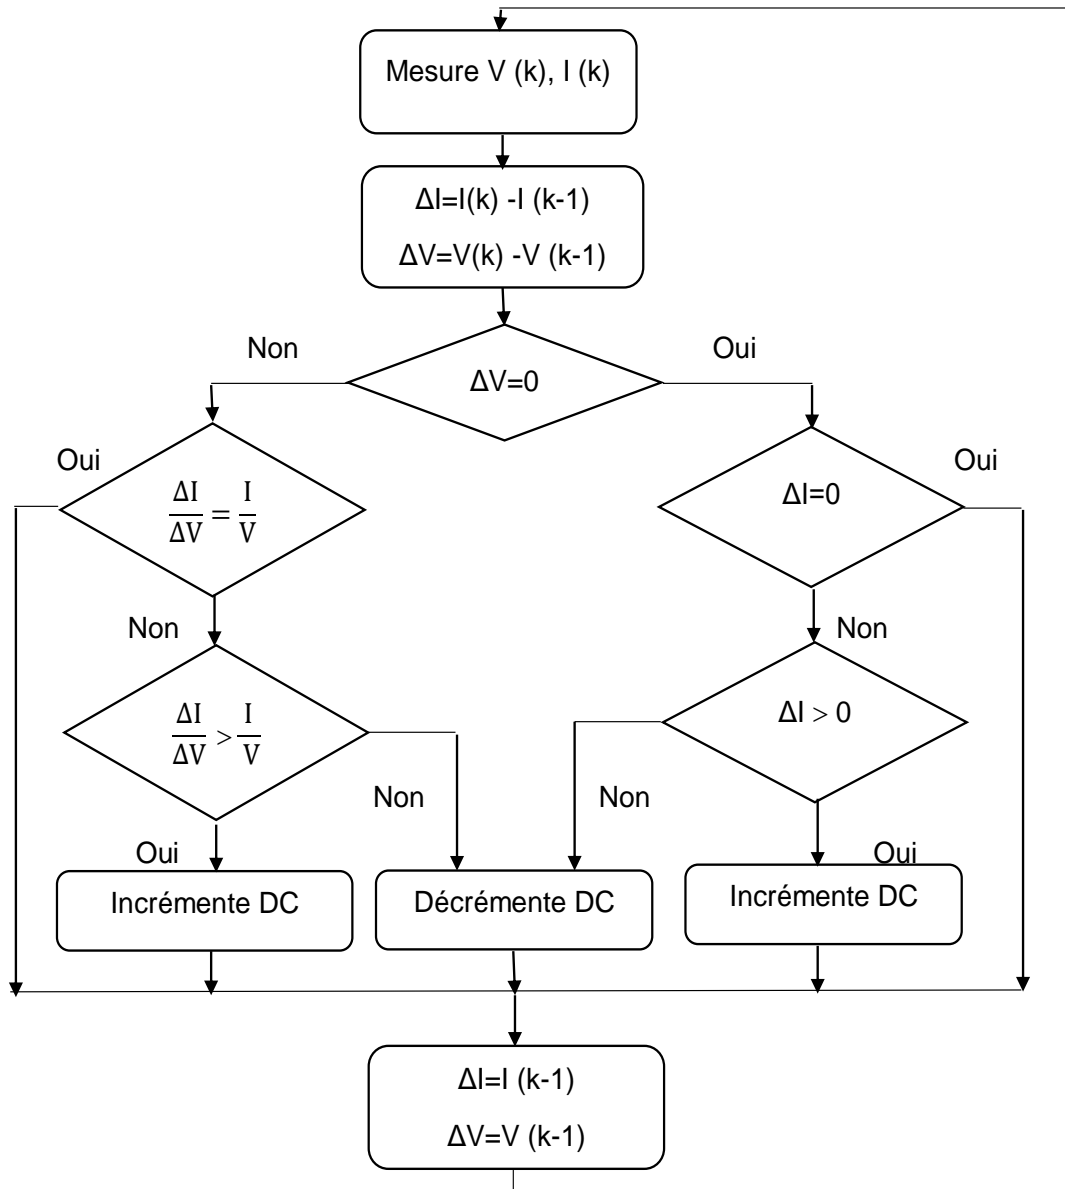 Mesure V (k), I (k)
ΔI=I(k) -I (k-1)
ΔV=V(k) -V (k-1)
Non
Oui
ΔV=0
Oui
Oui
ΔI/ΔV = I/V
ΔI=0
Non
Non
ΔI/ΔV > I/V
ΔI > 0
Non
Non
Oui
Oui
Incrémente DC
Décrémente DC
Incrémente DC
ΔI=I (k-1)
ΔV=V (k-1)